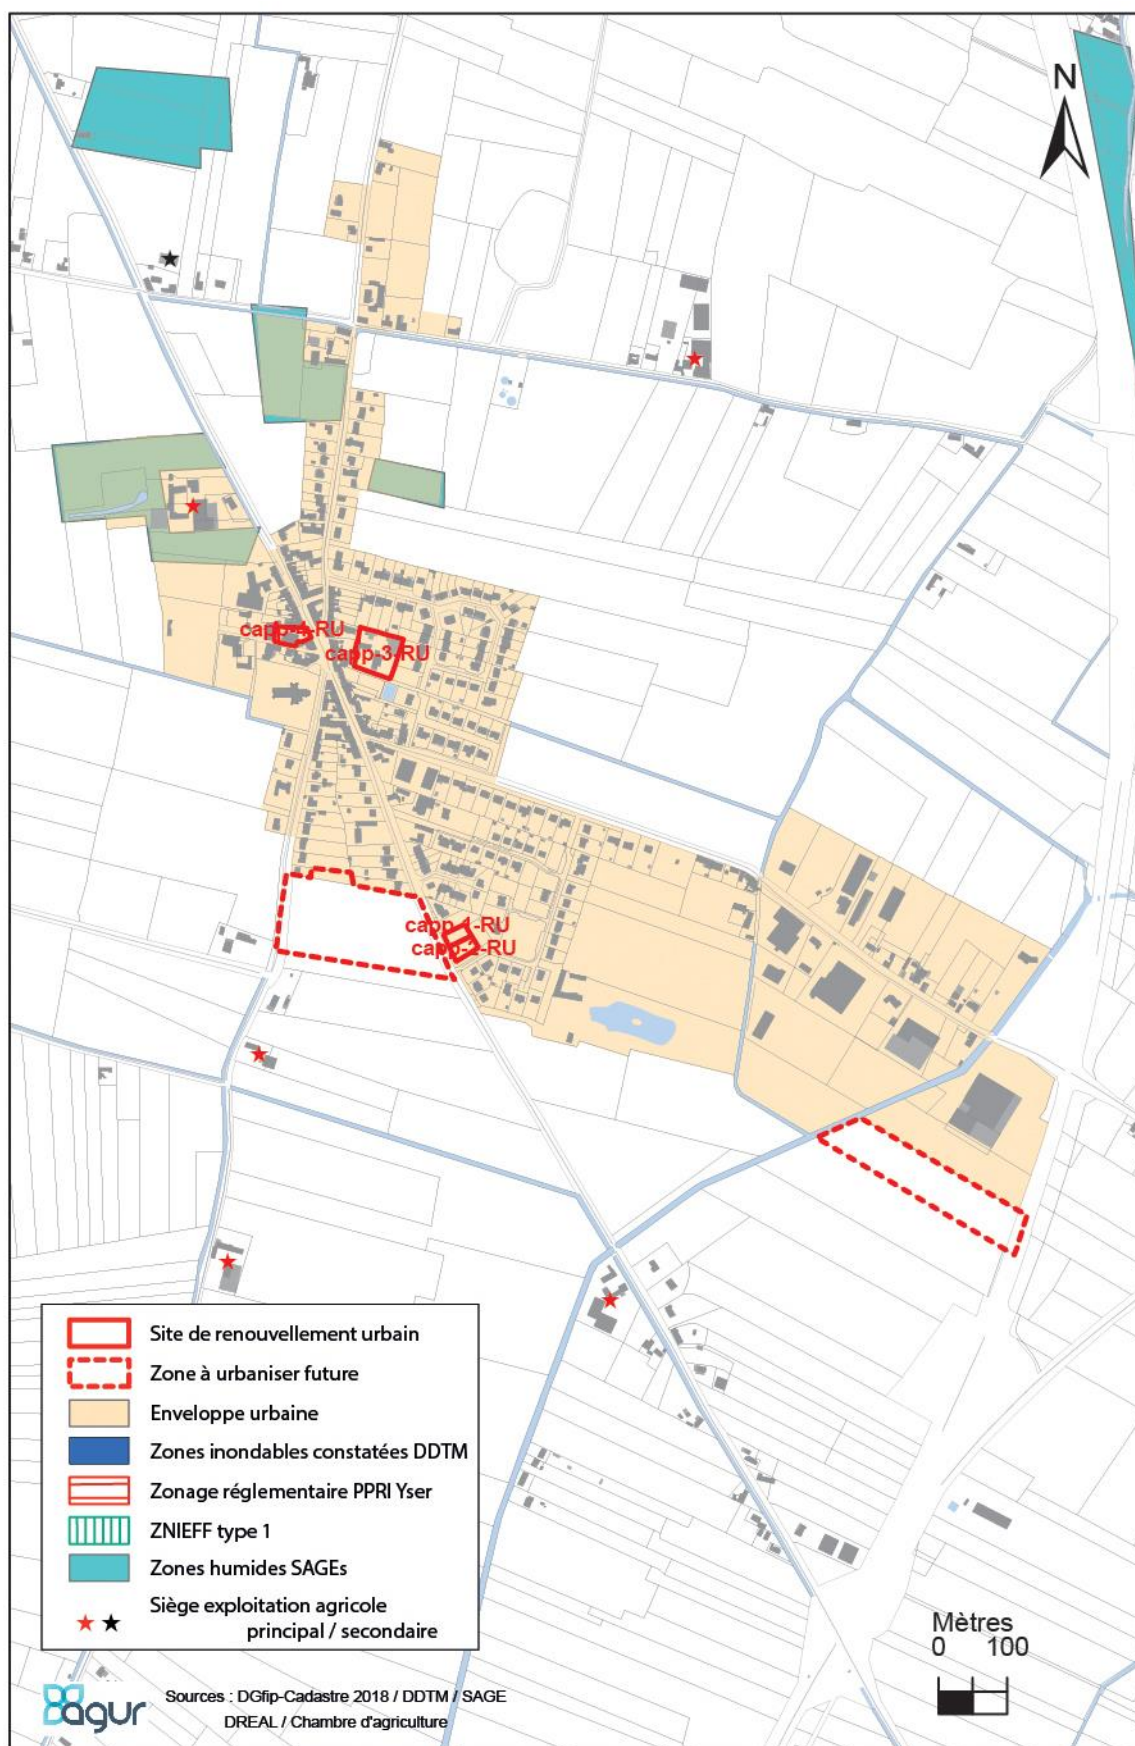 N
capp-4-RU
capp-3-RU
capp-1-RU
capp-2-RU
Site de renouvellement urbain
Zone à urbaniser future
Enveloppe urbaine
Zones inondables constatées DDTM
Zonage réglementaire PPRI Yser
ZNIEFF type 1
Zones humides SAGEs
Siège exploitation agricole
principal / secondaire
Mètres
0 100
agur
Sources : DGfip-Cadastre 2018 / DDTM / SAGE
DREAL / Chambre d'agriculture